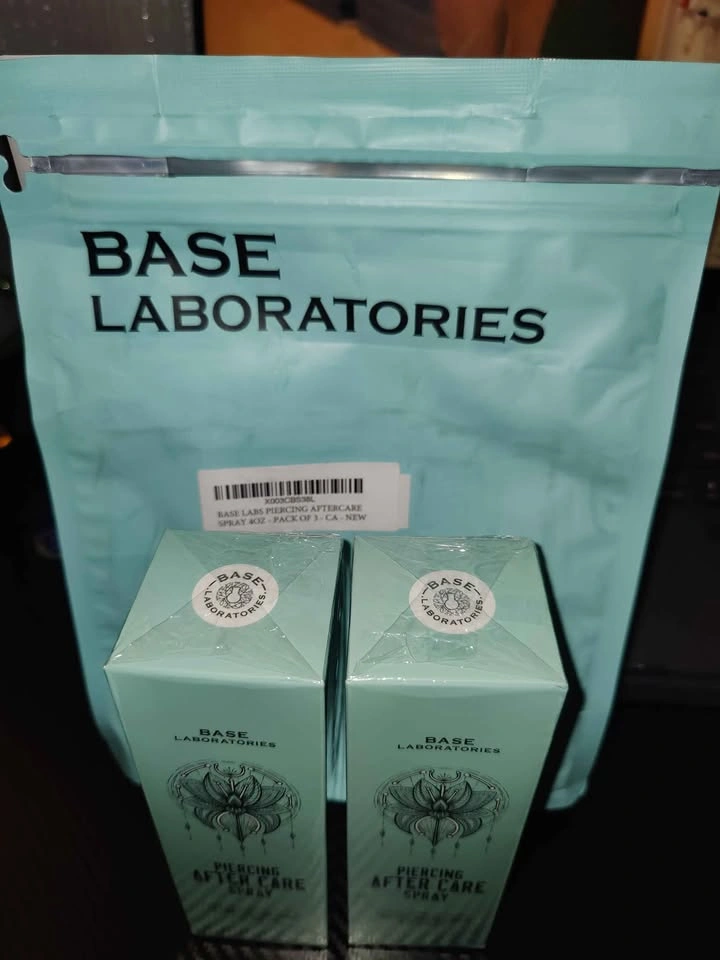 BASE
LABORATORIES
X003CBS38L
BASE LABS PIERCING AFTERCARE
SPRAY 4OZ - PACK OF 3 - CA - NEW
BASE
LABORATORIES
BASE
LABORATORIES
BASE
LABORATORIES
PIERCING
AFTER CARE
SPRAY
BASE
LABORATORIES
PIERCING
AFTER CARE
SPRAY